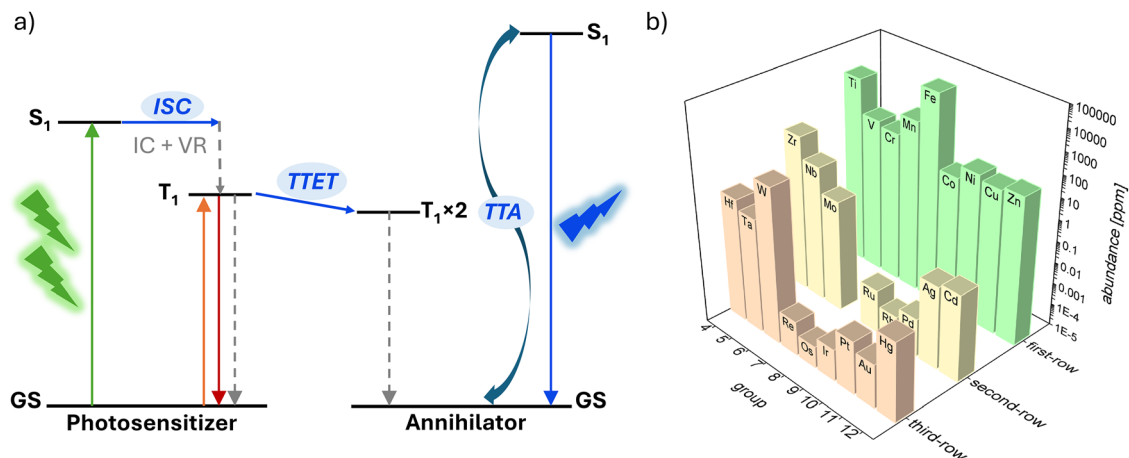 a)
S₁
ISC
IC + VR
T₁
TTET
T₁×2
TTA
S₁
GS
GS
Photosensitizer
Annihilator
b)
Ti
V
Cr
Mn
Fe
Co
Ni
Cu
Zn
Zr
Nb
Mo
Ru
Rh
Pd
Ag
Cd
Hf
Ta
W
Re
Os
Ir
Pt
Au
Hg
100000
10000
1000
100
10
1
0.1
0.01
0.001
1E-4
1E-5
abundance [ppm]
4
5
6
7
8
9
10
11
12
group
first-row
second-row
third-row